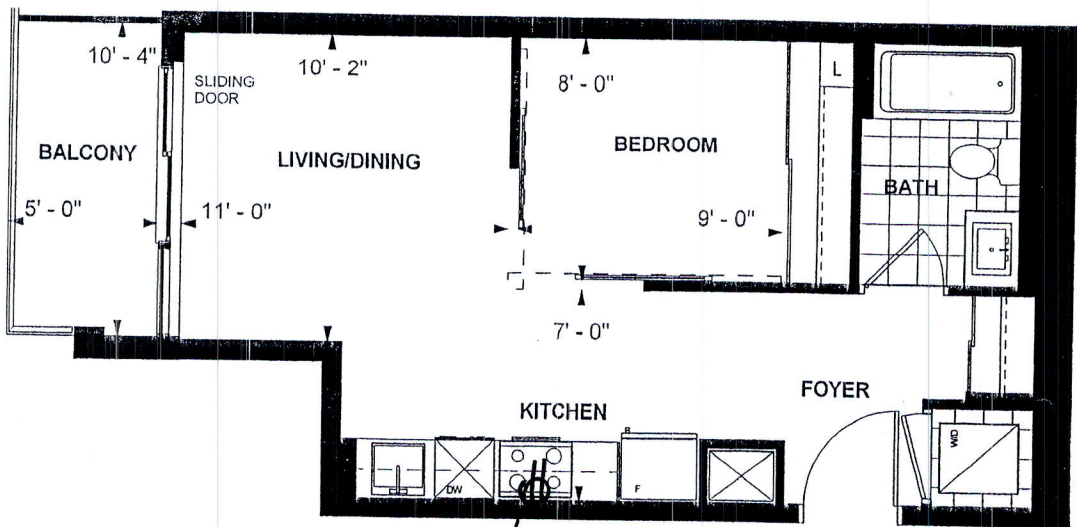 10' - 4"
10' - 2"
8' - 0"
SLIDING
DOOR
L
BALCONY
LIVING/DINING
BEDROOM
BATH
5' - 0"
11' - 0"
9' - 0"
7' - 0"
KITCHEN
FOYER
W/D
DW
F